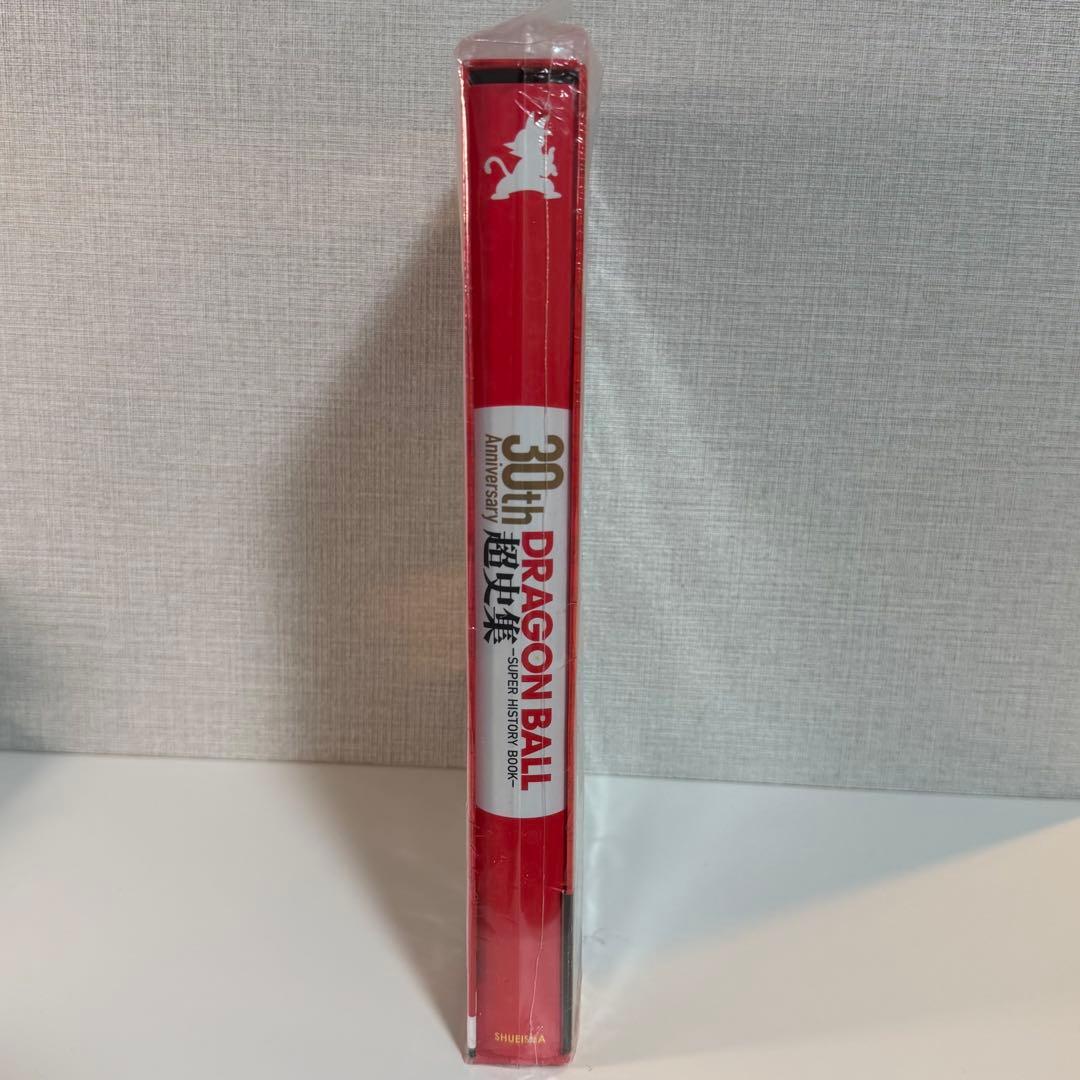 30th
Anniversary
DRAGON BALL
超史集
–SUPER HISTORY BOOK–
SHUEISHA